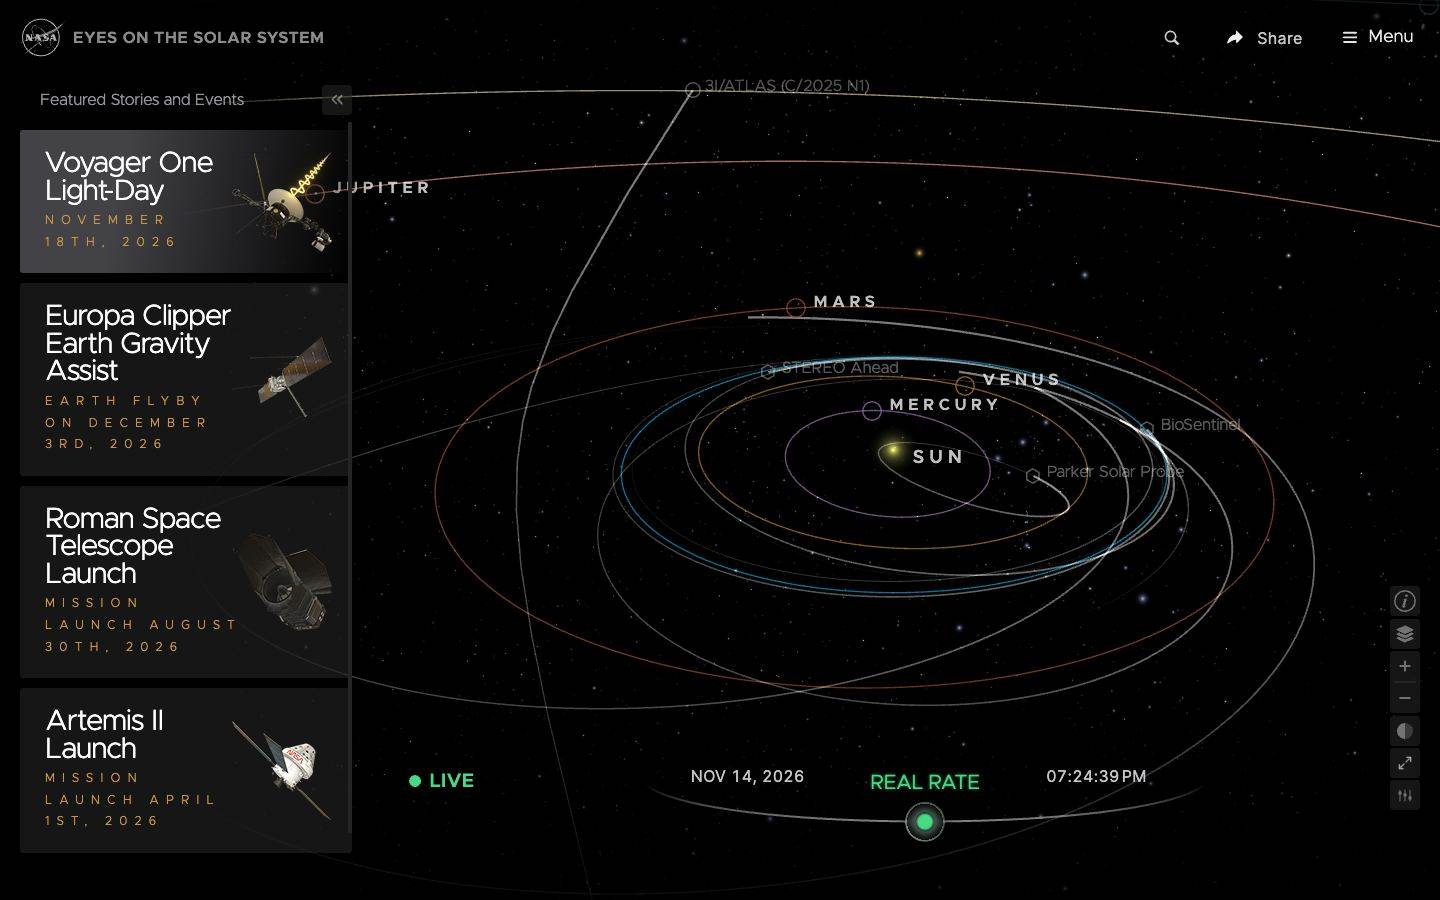 NASA
EYES ON THE SOLAR SYSTEM
Share
Menu
Featured Stories and Events
Voyager One
Light-Day
NOVEMBER
18TH, 2026
Europa Clipper
Earth Gravity
Assist
EARTH FLYBY
ON DECEMBER
3RD, 2026
Roman Space
Telescope
Launch
MISSION
LAUNCH AUGUST
30TH, 2026
Artemis II
Launch
MISSION
LAUNCH APRIL
1ST, 2026
3I/ATLAS (C/2025 N1)
JUPITER
MARS
STEREO Ahead
VENUS
MERCURY
BioSentinel
SUN
Parker Solar Probe
LIVE
NOV 14, 2026
REAL RATE
07:24:39 PM